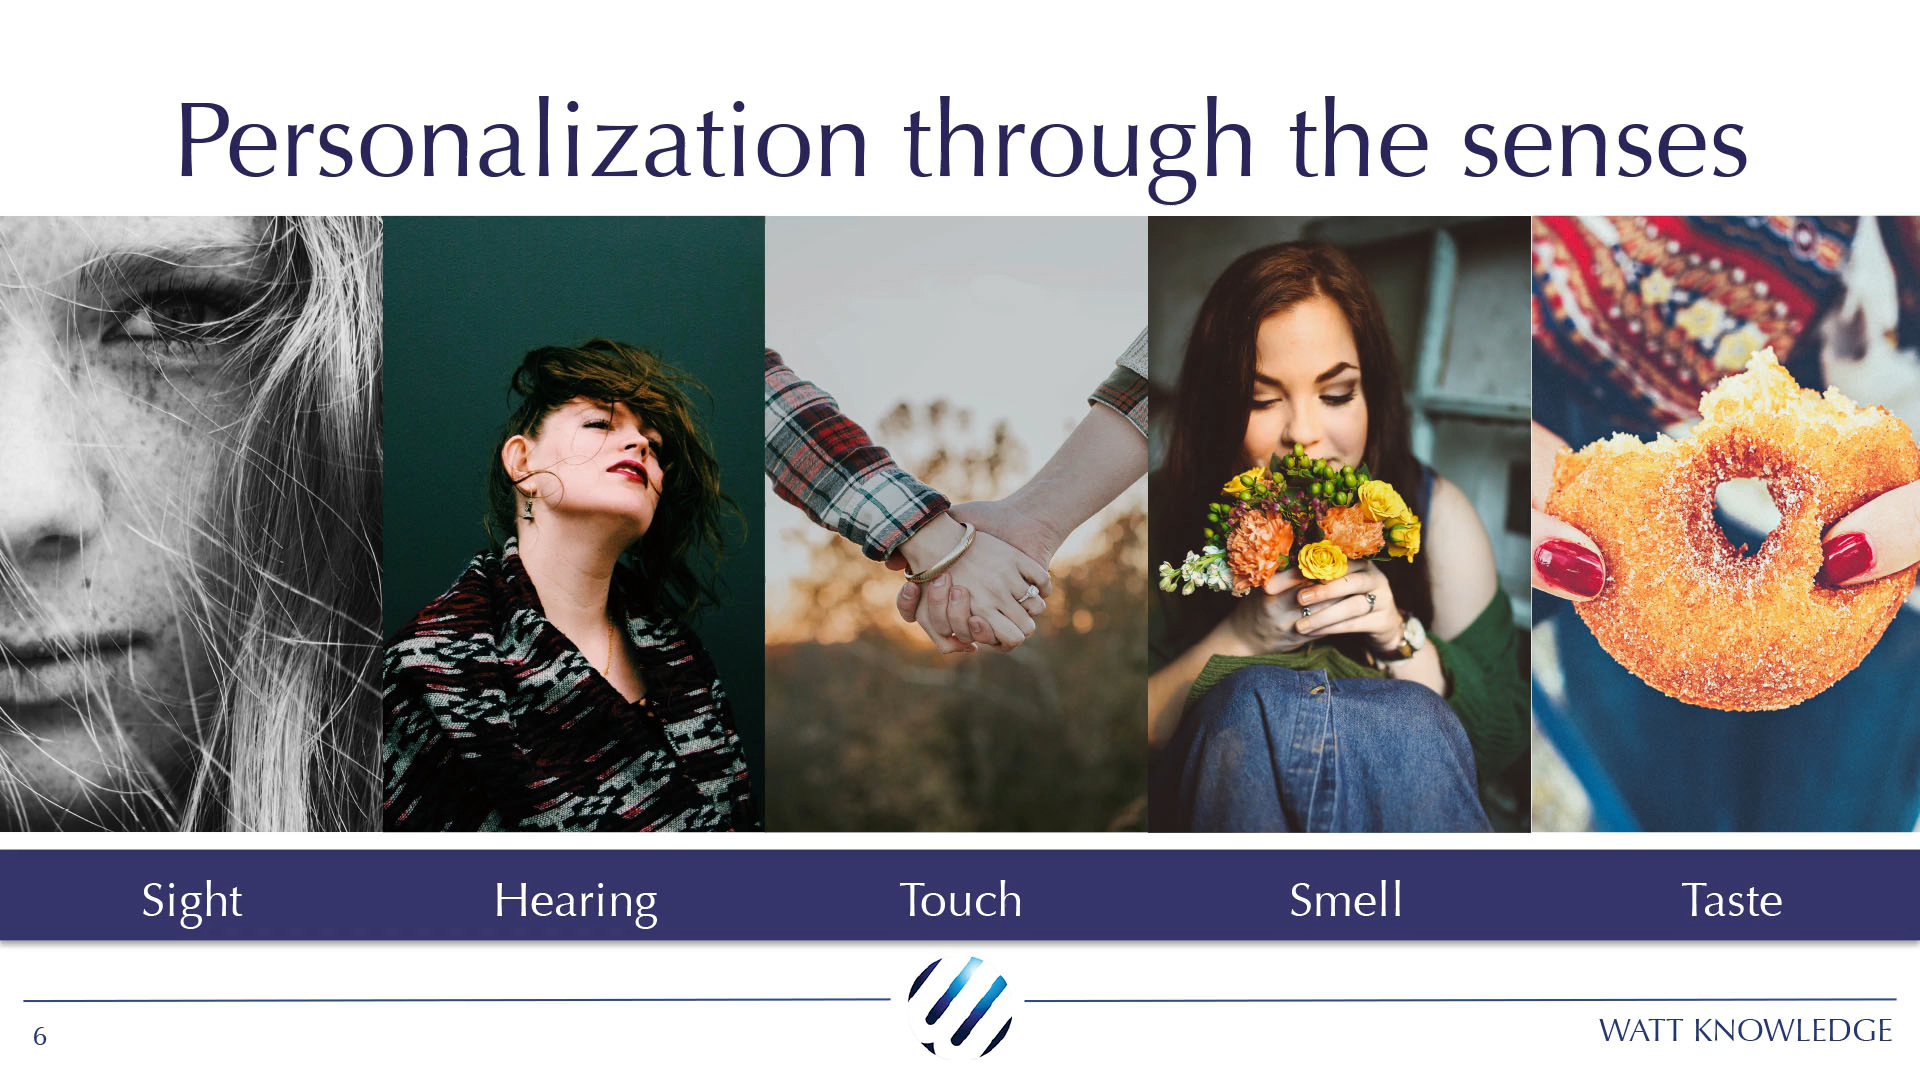 Personalization through the senses
Sight
Hearing
Touch
Smell
Taste
6
WATT KNOWLEDGE